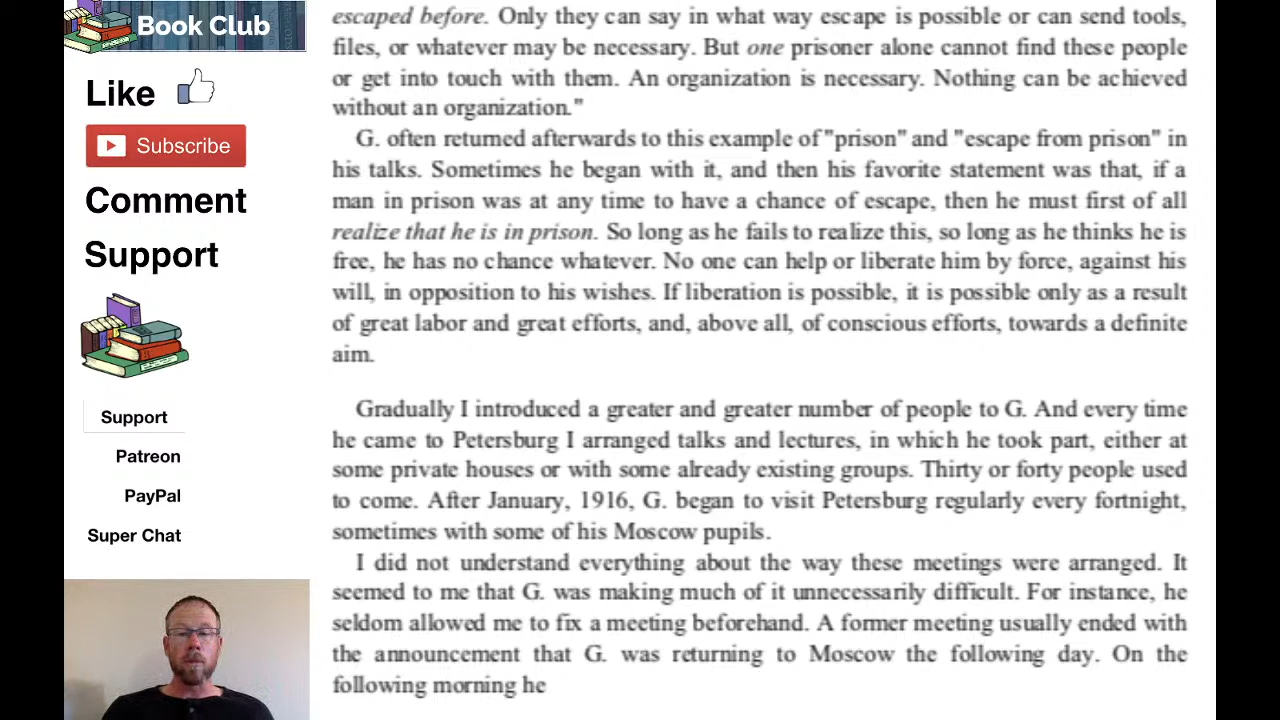 Book Club
Like
Subscribe
Comment
Support
Support
Patreon
PayPal
Super Chat
escaped before. Only they can say in what way escape is possible or can send tools,
files, or whatever may be necessary. But one prisoner alone cannot find these people
or get into touch with them. An organization is necessary. Nothing can be achieved
without an organization."
G. often returned afterwards to this example of "prison" and "escape from prison" in
his talks. Sometimes he began with it, and then his favorite statement was that, if a
man in prison was at any time to have a chance of escape, then he must first of all
realize that he is in prison. So long as he fails to realize this, so long as he thinks he is
free, he has no chance whatever. No one can help or liberate him by force, against his
will, in opposition to his wishes. If liberation is possible, it is possible only as a result
of great labor and great efforts, and, above all, of conscious efforts, towards a definite
aim.
Gradually I introduced a greater and greater number of people to G. And every time
he came to Petersburg I arranged talks and lectures, in which he took part, either at
some private houses or with some already existing groups. Thirty or forty people used
to come. After January, 1916, G. began to visit Petersburg regularly every fortnight,
sometimes with some of his Moscow pupils.
I did not understand everything about the way these meetings were arranged. It
seemed to me that G. was making much of it unnecessarily difficult. For instance, he
seldom allowed me to fix a meeting beforehand. A former meeting usually ended with
the announcement that G. was returning to Moscow the following day. On the
following morning he